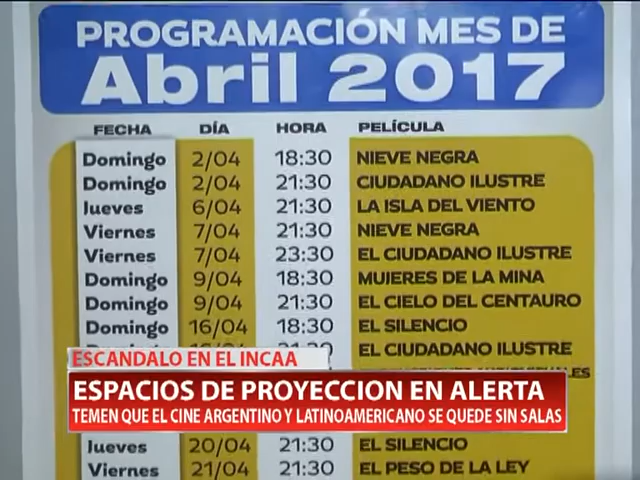 PROGRAMACIÓN MES DE
Abril 2017
FECHA DÍA HORA PELÍCULA
Domingo 2/04 18:30 NIEVE NEGRA
Domingo 2/04 21:30 CIUDADANO ILUSTRE
Jueves 6/04 21:30 LA ISLA DEL VIENTO
Viernes 7/04 21:30 NIEVE NEGRA
Viernes 7/04 23:30 EL CIUDADANO ILUSTRE
Domingo 9/04 18:30 MUJERES DE LA MINA
Domingo 9/04 21:30 EL CIELO DEL CENTAURO
Domingo 16/04 18:30 EL SILENCIO
EL CIUDADANO ILUSTRE
ESCANDALO EN EL INCAA
ESPACIOS DE PROYECCION EN ALERTA
TEMEN QUE EL CINE ARGENTINO Y LATINOAMERICANO SE QUEDE SIN SALAS
Jueves 20/04 21:30 EL SILENCIO
Viernes 21/04 21:30 EL PESO DE LA LEY